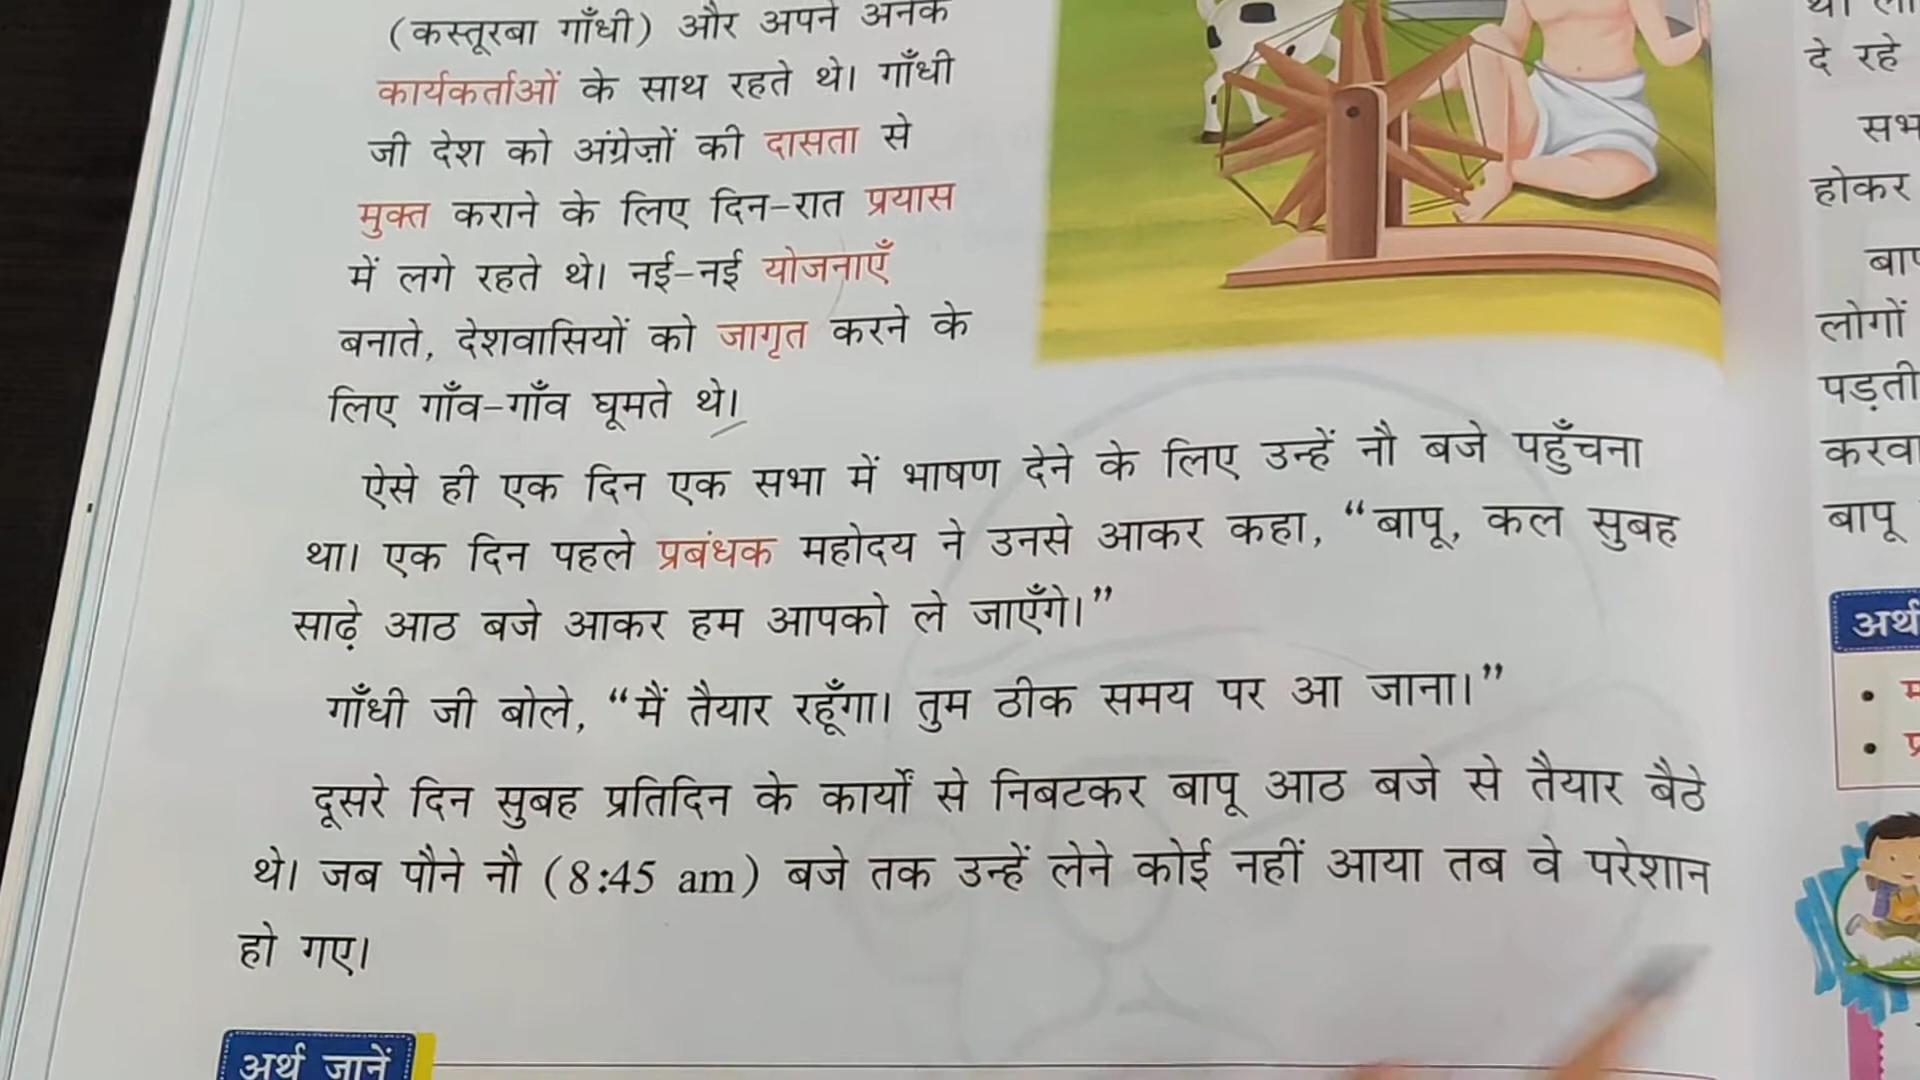 (कस्तूरबा गाँधी) और अपने अनेक
कार्यकर्ताओं के साथ रहते थे। गाँधी
जी देश को अंग्रेज़ों की दासता से
मुक्त कराने के लिए दिन-रात प्रयास
में लगे रहते थे। नई-नई योजनाएँ
बनाते, देशवासियों को जागृत करने के
लिए गाँव-गाँव घूमते थे।
ऐसे ही एक दिन एक सभा में भाषण देने के लिए उन्हें नौ बजे पहुँचना
था। एक दिन पहले प्रबंधक महोदय ने उनसे आकर कहा, “बापू, कल सुबह
साढ़े आठ बजे आकर हम आपको ले जाएँगे।”
गाँधी जी बोले, “मैं तैयार रहूँगा। तुम ठीक समय पर आ जाना।”
दूसरे दिन सुबह प्रतिदिन के कार्यों से निबटकर बापू आठ बजे से तैयार बैठे
थे। जब पौने नौ (8:45 am) बजे तक उन्हें लेने कोई नहीं आया तब वे परेशान
हो गए।
अर्थ जानें
दे रहे
होकर
लोगों
पड़ती
बापू
अर्थ